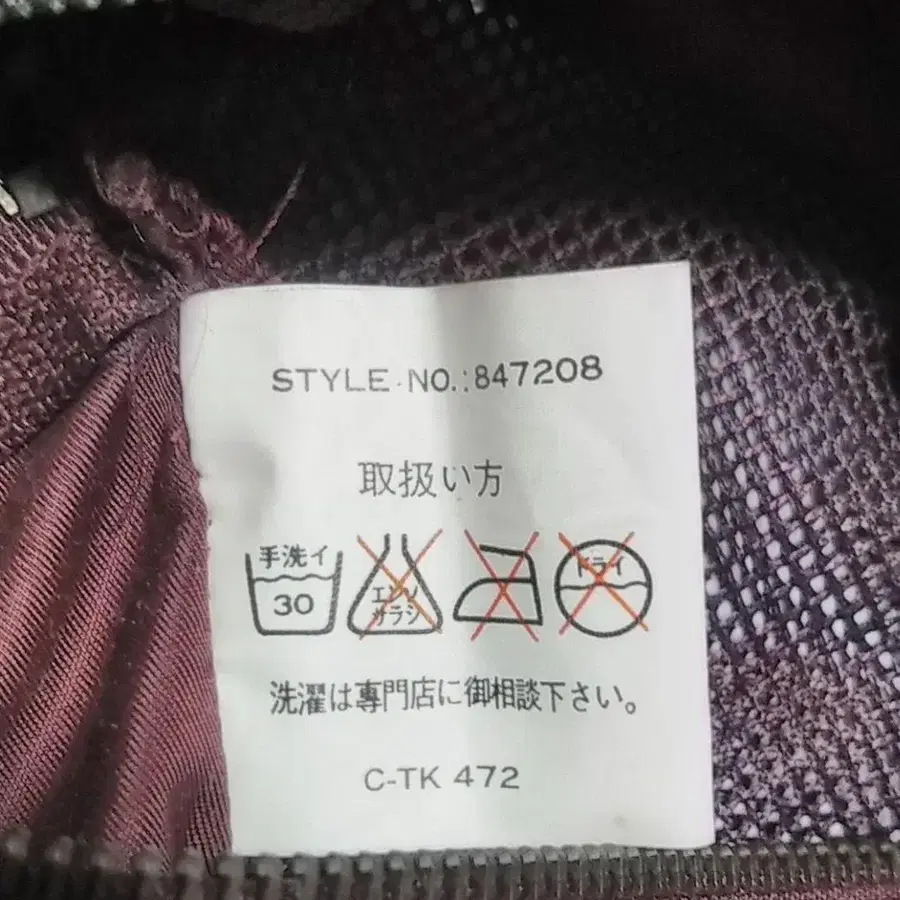 STYLE NO.:847208
取扱い方
手洗イ
30
エンソ
サラシ
ドライ
洗濯は専門店に御相談下さい。
C-TK 472